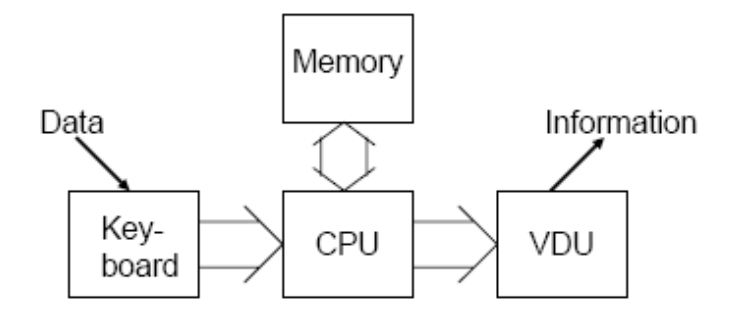 Memory
Data
Information
Key-
board
CPU
VDU